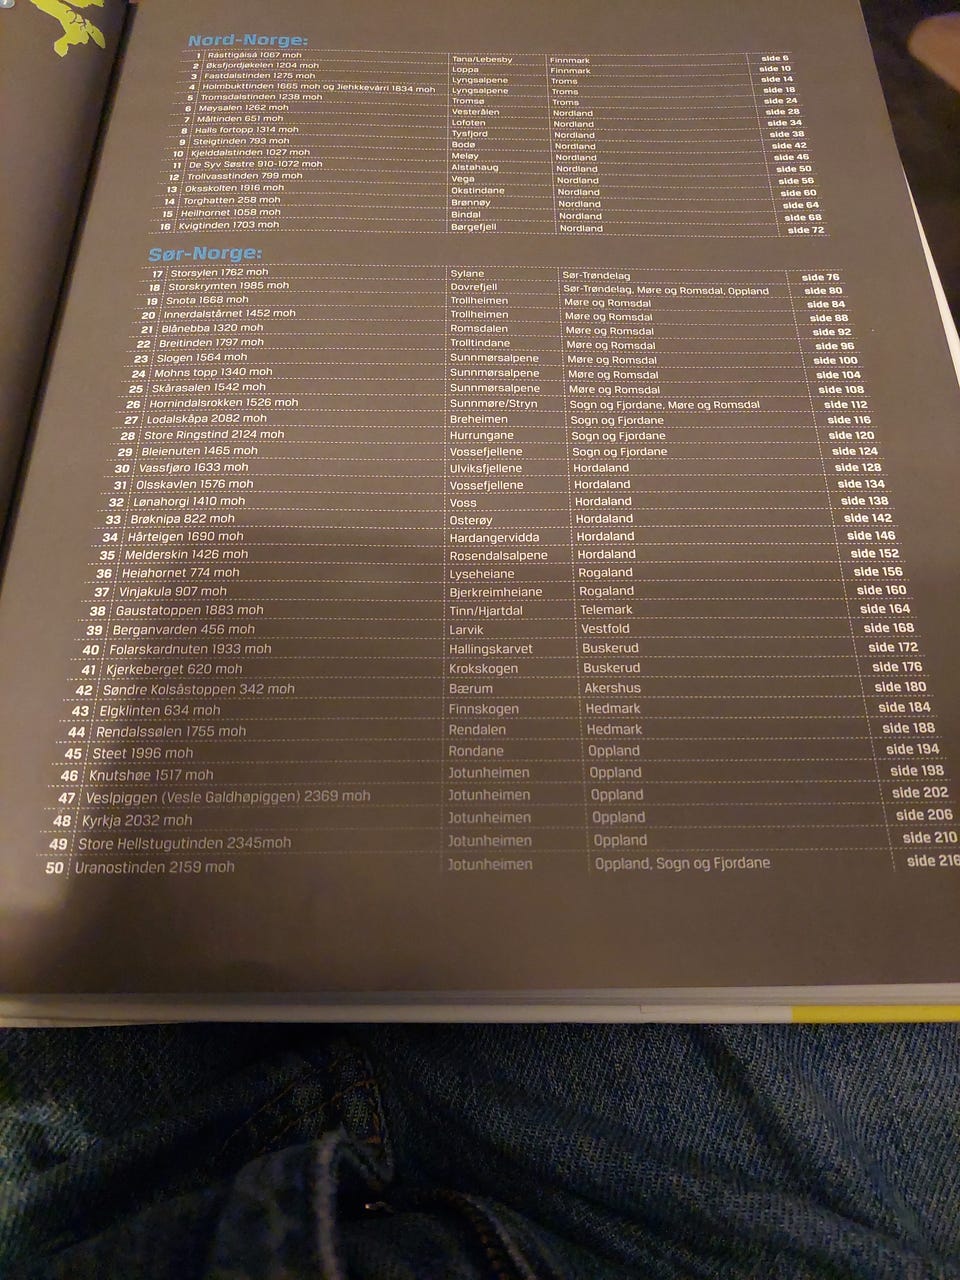 Nord-Norge:
1 Rásttigáisá 1067 moh Tana/Lebesby Finnmark side 6
2 Øksfjordjøkelen 1204 moh Loppa Finnmark side 10
3 Fastdalstinden 1275 moh Lyngsalpene Troms side 14
4 Holmbukttinden 1665 moh og Jiehkkevárri 1834 moh Lyngsalpene Troms side 18
5 Tromsdalstinden 1238 moh Tromsø Troms side 24
6 Møysalen 1262 moh Vesterålen Nordland side 28
7 Måltinden 651 moh Lofoten Nordland side 34
8 Halls fortopp 1314 moh Tysfjord Nordland side 38
9 Steigtinden 793 moh Bodø Nordland side 42
10 Kjelddalstinden 1027 moh Meløy Nordland side 46
11 De Syv Søstre 910-1072 moh Alstahaug Nordland side 50
12 Trollvasstinden 799 moh Vega Nordland side 56
13 Oksskolten 1916 moh Okstindane Nordland side 60
14 Torghatten 258 moh Brønnøy Nordland side 64
15 Heilhornet 1058 moh Bindal Nordland side 68
16 Kvigtinden 1703 moh Børgefjell Nordland side 72
Sør-Norge:
17 Storsylen 1762 moh Sylane Sør-Trøndelag side 76
18 Storskrymten 1985 moh Dovrefjell Sør-Trøndelag, Møre og Romsdal, Oppland side 80
19 Snota 1668 moh Trollheimen Møre og Romsdal side 84
20 Innerdalstårnet 1452 moh Trollheimen Møre og Romsdal side 88
21 Blånebba 1320 moh Romsdalen Møre og Romsdal side 92
22 Breitinden 1797 moh Trolltindane Møre og Romsdal side 96
23 Slogen 1564 moh Sunnmørsalpene Møre og Romsdal side 100
24 Mohns topp 1340 moh Sunnmørsalpene Møre og Romsdal side 104
25 Skårasalen 1542 moh Sunnmørsalpene Møre og Romsdal side 108
26 Hornindalsrokken 1526 moh Sunnmøre/Stryn Sogn og Fjordane, Møre og Romsdal side 112
27 Lodalskåpa 2082 moh Breheimen Sogn og Fjordane side 116
28 Store Ringstind 2124 moh Hurrungane Sogn og Fjordane side 120
29 Bleienuten 1465 moh Vossefjellene Sogn og Fjordane side 124
30 Vassfjøro 1633 moh Ulviksfjellene Hordaland side 128
31 Olsskavlen 1576 moh Vossefjellene Hordaland side 134
32 Lønahorgi 1410 moh Voss Hordaland side 138
33 Brøknipa 822 moh Osterøy Hordaland side 142
34 Hårteigen 1690 moh Hardangervidda Hordaland side 146
35 Melderskin 1426 moh Rosendalsalpene Hordaland side 152
36 Heiahornet 774 moh Lyseheiane Rogaland side 156
37 Vinjakula 907 moh Bjerkreimheiane Rogaland side 160
38 Gaustatoppen 1883 moh Tinn/Hjartdal Telemark side 164
39 Berganvarden 456 moh Larvik Vestfold side 168
40 Folarskardnuten 1933 moh Hallingskarvet Buskerud side 172
41 Kjerkeberget 620 moh Krokskogen Buskerud side 176
42 Søndre Kolsåstoppen 342 moh Bærum Akershus side 180
43 Elgklinten 634 moh Finnskogen Hedmark side 184
44 Rendalssølen 1755 moh Rendalen Hedmark side 188
45 Steet 1996 moh Rondane Oppland side 194
46 Knutshøe 1517 moh Jotunheimen Oppland side 198
47 Veslpiggen (Vesle Galdhøpiggen) 2369 moh Jotunheimen Oppland side 202
48 Kyrkja 2032 moh Jotunheimen Oppland side 206
49 Store Hellstugutinden 2345moh Jotunheimen Oppland side 210
50 Uranostinden 2159 moh Jotunheimen Oppland, Sogn og Fjordane side 216